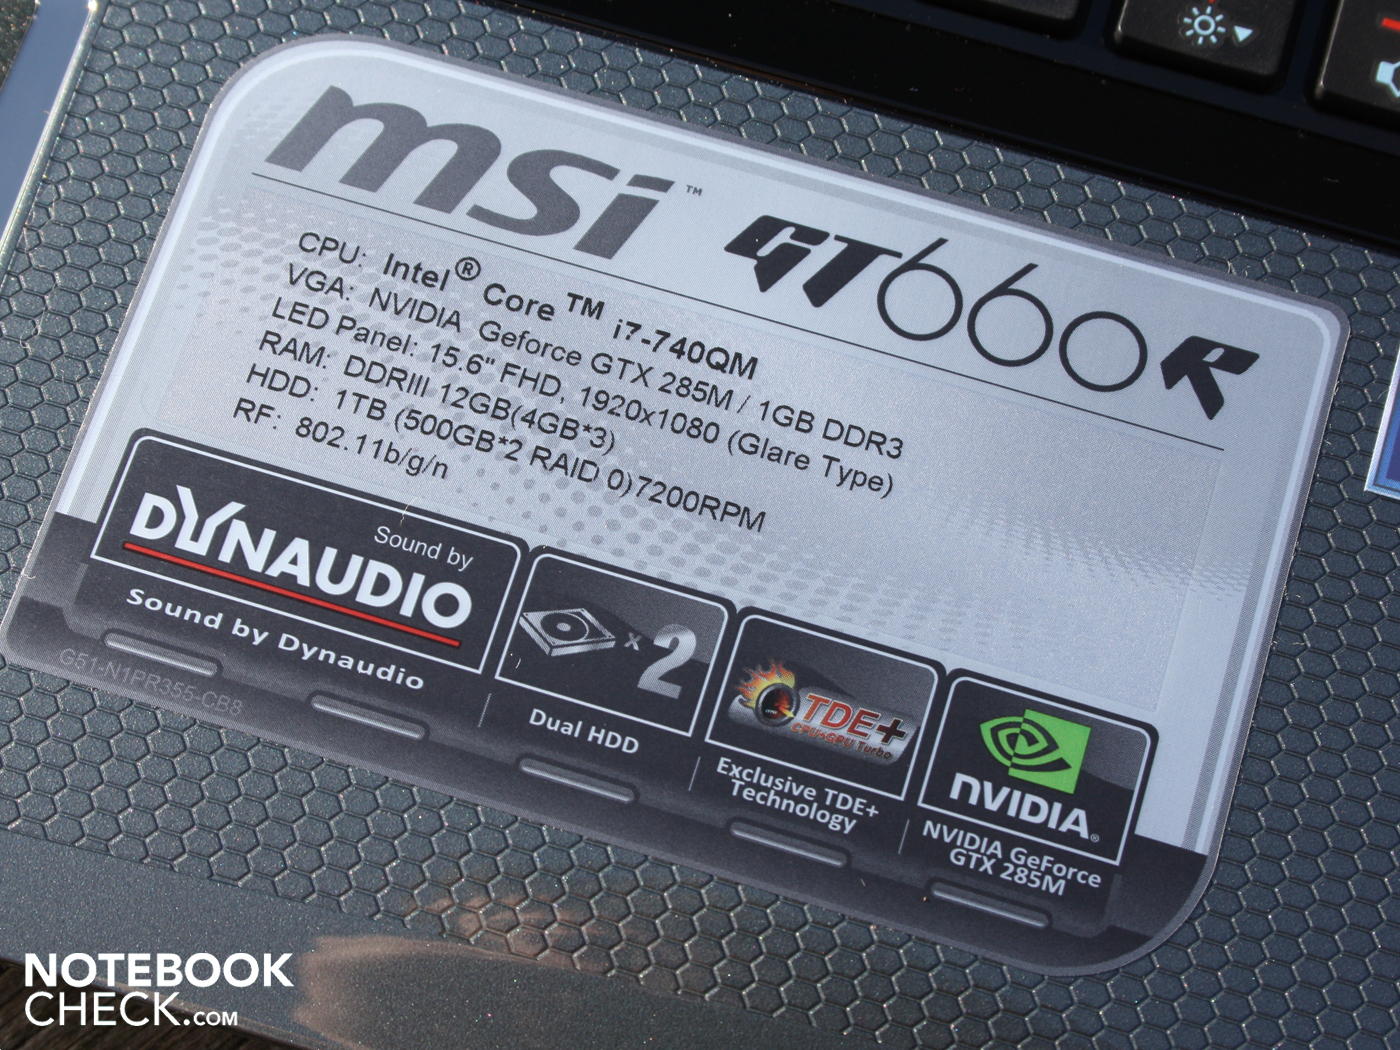 msi™ GT660R
CPU: Intel® Core™ i7-740QM
VGA: NVIDIA Geforce GTX 285M / 1GB DDR3
LED Panel: 15.6" FHD, 1920x1080 (Glare Type)
RAM: DDRIII 12GB(4GB*3)
HDD: 1TB (500GB*2 RAID 0)7200RPM
RF: 802.11b/g/n
Sound by
DYNAUDIO
Sound by Dynaudio
G51-N1PR355-CB8
x2
Dual HDD
TDE+
CPU+GPU Turbo
Exclusive TDE+
Technology
NVIDIA®
NVIDIA GeForce
GTX 285M
NOTEBOOK
CHECK.COM